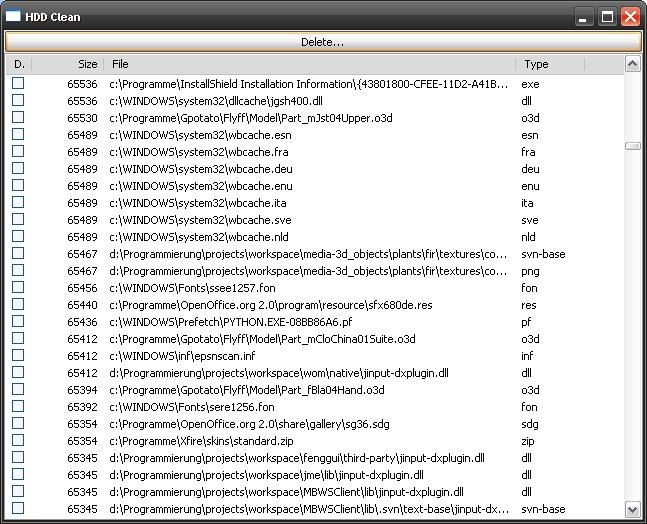 HDD Clean
Delete...
D. Size File Type
65536 c:\Programme\InstallShield Installation Information\{43801800-CFEE-11D2-A41B... exe
65536 c:\WINDOWS\system32\dllcache\jgsh400.dll dll
65530 c:\Programme\Gpotato\Flyff\Model\Part_mJst04Upper.o3d o3d
65489 c:\WINDOWS\system32\wbcache.esn esn
65489 c:\WINDOWS\system32\wbcache.fra fra
65489 c:\WINDOWS\system32\wbcache.deu deu
65489 c:\WINDOWS\system32\wbcache.enu enu
65489 c:\WINDOWS\system32\wbcache.ita ita
65489 c:\WINDOWS\system32\wbcache.sve sve
65489 c:\WINDOWS\system32\wbcache.nld nld
65467 d:\Programmierung\projects\workspace\media-3d_objects\plants\fir\textures\co... svn-base
65467 d:\Programmierung\projects\workspace\media-3d_objects\plants\fir\textures\co... png
65456 c:\WINDOWS\Fonts\ssee1257.fon fon
65440 c:\Programme\OpenOffice.org 2.0\program\resource\sfx680de.res res
65436 c:\WINDOWS\Prefetch\PYTHON.EXE-08BB86A6.pf pf
65412 c:\Programme\Gpotato\Flyff\Model\Part_mCloChina01Suite.o3d o3d
65412 c:\WINDOWS\inf\epsnscan.inf inf
65412 d:\Programmierung\projects\workspace\wom\native\jinput-dxplugin.dll dll
65394 c:\Programme\Gpotato\Flyff\Model\Part_fBla04Hand.o3d o3d
65392 c:\WINDOWS\Fonts\sere1256.fon fon
65354 c:\Programme\OpenOffice.org 2.0\share\gallery\sg36.sdg sdg
65354 c:\Programme\Xfire\skins\standard.zip zip
65345 d:\Programmierung\projects\workspace\fenggui\third-party\jinput-dxplugin.dll dll
65345 d:\Programmierung\projects\workspace\jme\lib\jinput-dxplugin.dll dll
65345 d:\Programmierung\projects\workspace\MBWSClient\lib\jinput-dxplugin.dll dll
65345 d:\Programmierung\projects\workspace\MBWSClient\lib\.svn\text-base\jinput-dx... svn-base